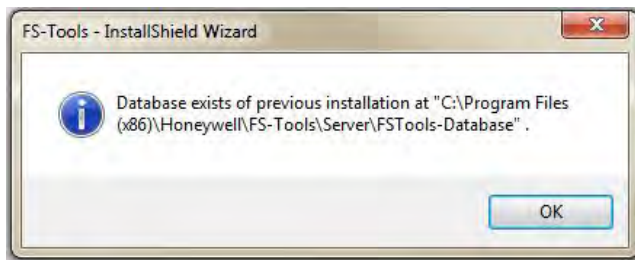 FS-Tools - InstallShield Wizard
Database exists of previous installation at "C:\Program Files
(x86)\Honeywell\FS-Tools\Server\FSTools-Database" .
OK